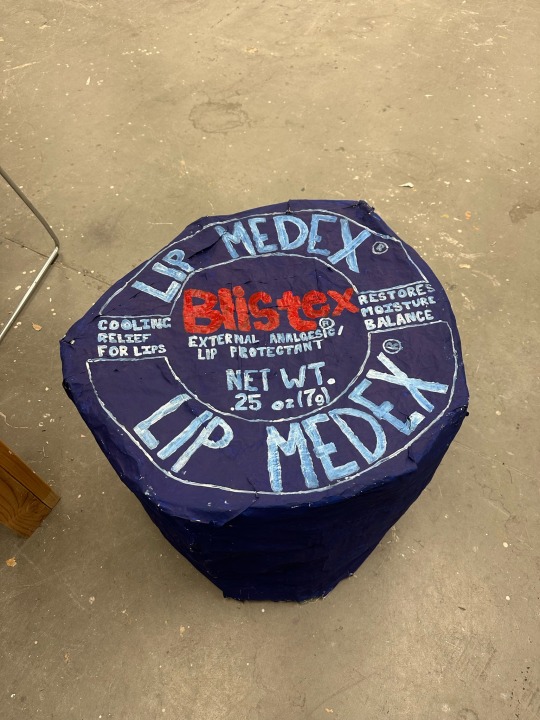 LIP MEDEX®
Blistex®
COOLING
RELIEF
FOR LIPS
EXTERNAL ANALGESIC/
LIP PROTECTANT
RESTORES
MOISTURE
BALANCE
NET WT.
.25 oz(7g)
LIP MEDEX®